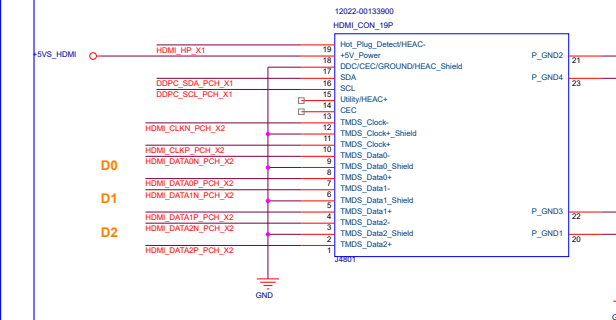 12022-00133900
HDMI_CON_19P
+5VS_HDMI
HDMI_HP_X1 19 Hot_Plug_Detect/HEAC-
18 +5V_Power P_GND2 21
17 DDC/CEC/GROUND/HEAC_Shield
DDPC_SDA_PCH_X1 16 SDA P_GND4 23
DDPC_SCL_PCH_X1 15 SCL
14 Utility/HEAC+
13 CEC
HDMI_CLKN_PCH_X2 12 TMDS_Clock-
11 TMDS_Clock+_Shield
HDMI_CLKP_PCH_X2 10 TMDS_Clock+
D0 HDMI_DATA0N_PCH_X2 9 TMDS_Data0-
8 TMDS_Data0_Shield
HDMI_DATA0P_PCH_X2 7 TMDS_Data0+
D1 HDMI_DATA1N_PCH_X2 6 TMDS_Data1-
5 TMDS_Data1_Shield
HDMI_DATA1P_PCH_X2 4 TMDS_Data1+ P_GND3 22
D2 HDMI_DATA2N_PCH_X2 3 TMDS_Data2-
2 TMDS_Data2_Shield P_GND1 20
HDMI_DATA2P_PCH_X2 1 TMDS_Data2+
J4801
GND